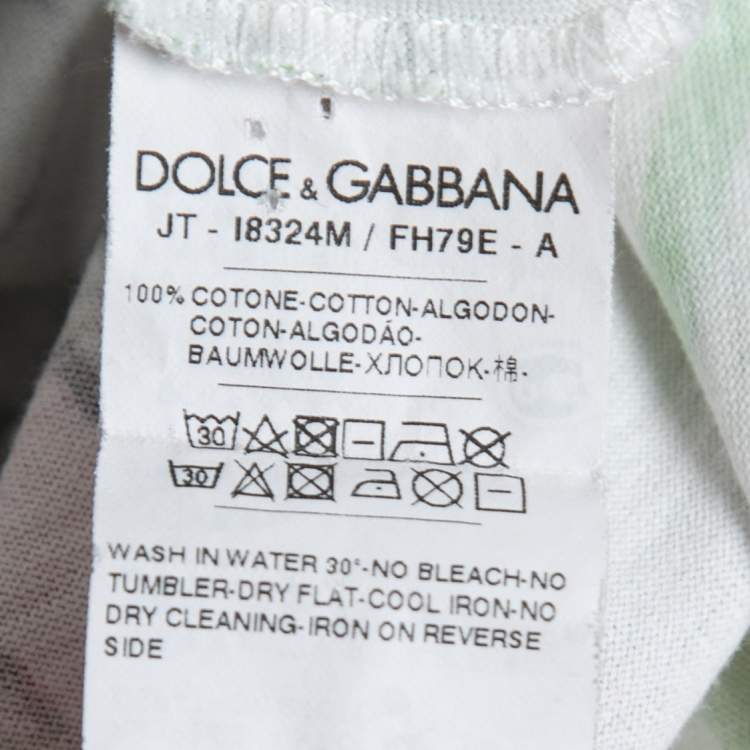 DOLCE & GABBANA
JT - I8324M / FH79E - A
100% COTONE-COTTON-ALGODON-
COTON-ALGODÃO-
BAUMWOLLE-ХЛОПОК-棉-
30
30
WASH IN WATER 30°-NO BLEACH-NO
TUMBLER-DRY FLAT-COOL IRON-NO
DRY CLEANING-IRON ON REVERSE
SIDE